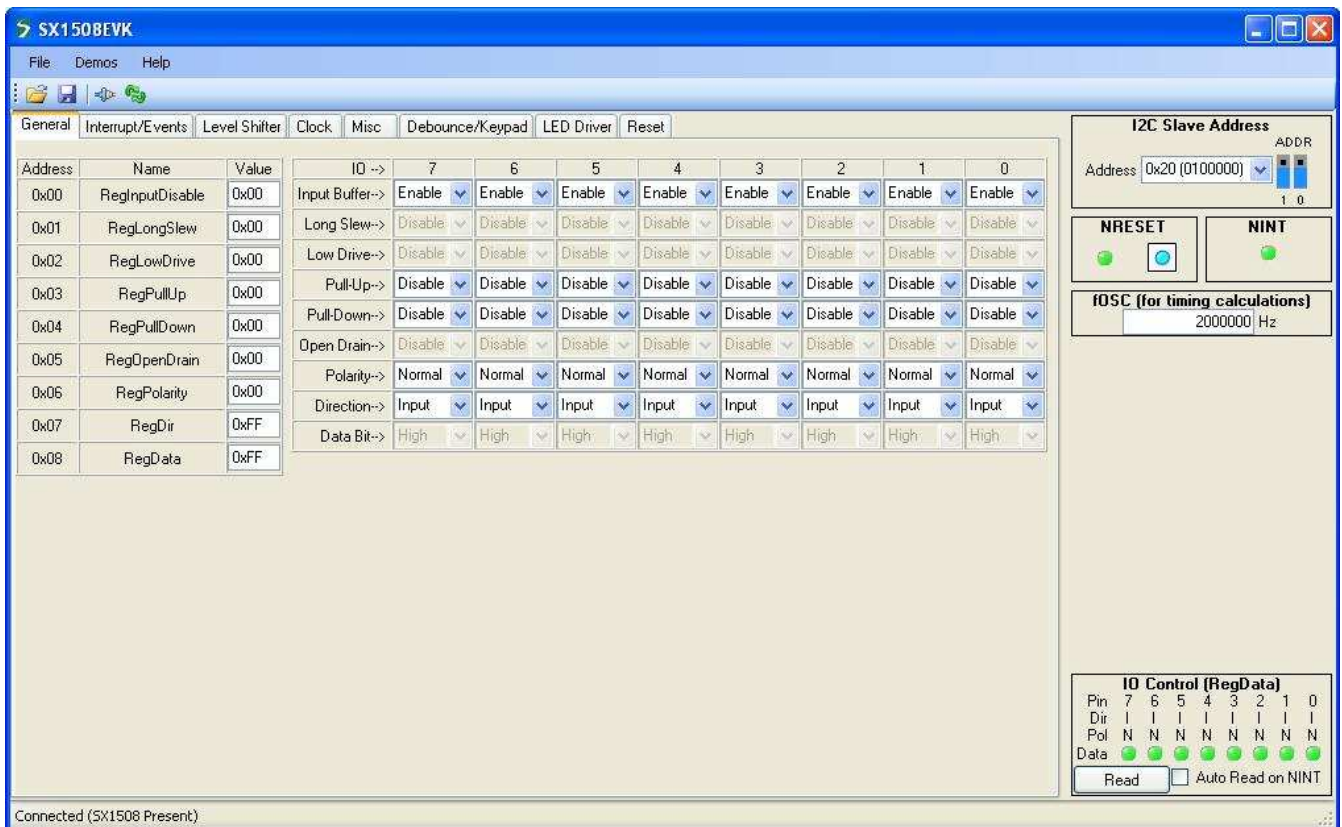 SX1508EVK
File Demos Help
General Interrupt/Events Level Shifter Clock Misc Debounce/Keypad LED Driver Reset
Address Name Value
0x00 RegInputDisable 0x00
0x01 RegLongSlew 0x00
0x02 RegLowDrive 0x00
0x03 RegPullUp 0x00
0x04 RegPullDown 0x00
0x05 RegOpenDrain 0x00
0x06 RegPolarity 0x00
0x07 RegDir 0xFF
0x08 RegData 0xFF
IO --> 7 6 5 4 3 2 1 0
Input Buffer--> Enable Enable Enable Enable Enable Enable Enable Enable
Long Slew--> Disable Disable Disable Disable Disable Disable Disable Disable
Low Drive--> Disable Disable Disable Disable Disable Disable Disable Disable
Pull-Up--> Disable Disable Disable Disable Disable Disable Disable Disable
Pull-Down--> Disable Disable Disable Disable Disable Disable Disable Disable
Open Drain--> Disable Disable Disable Disable Disable Disable Disable Disable
Polarity--> Normal Normal Normal Normal Normal Normal Normal Normal
Direction--> Input Input Input Input Input Input Input Input
Data Bit--> High High High High High High High High
I2C Slave Address
ADDR
Address 0x20 (0100000)
1 0
NRESET NINT
fOSC (for timing calculations)
2000000 Hz
IO Control (RegData)
Pin 7 6 5 4 3 2 1 0
Dir I I I I I I I I
Pol N N N N N N N N
Data
Read Auto Read on NINT
Connected (SX1508 Present)